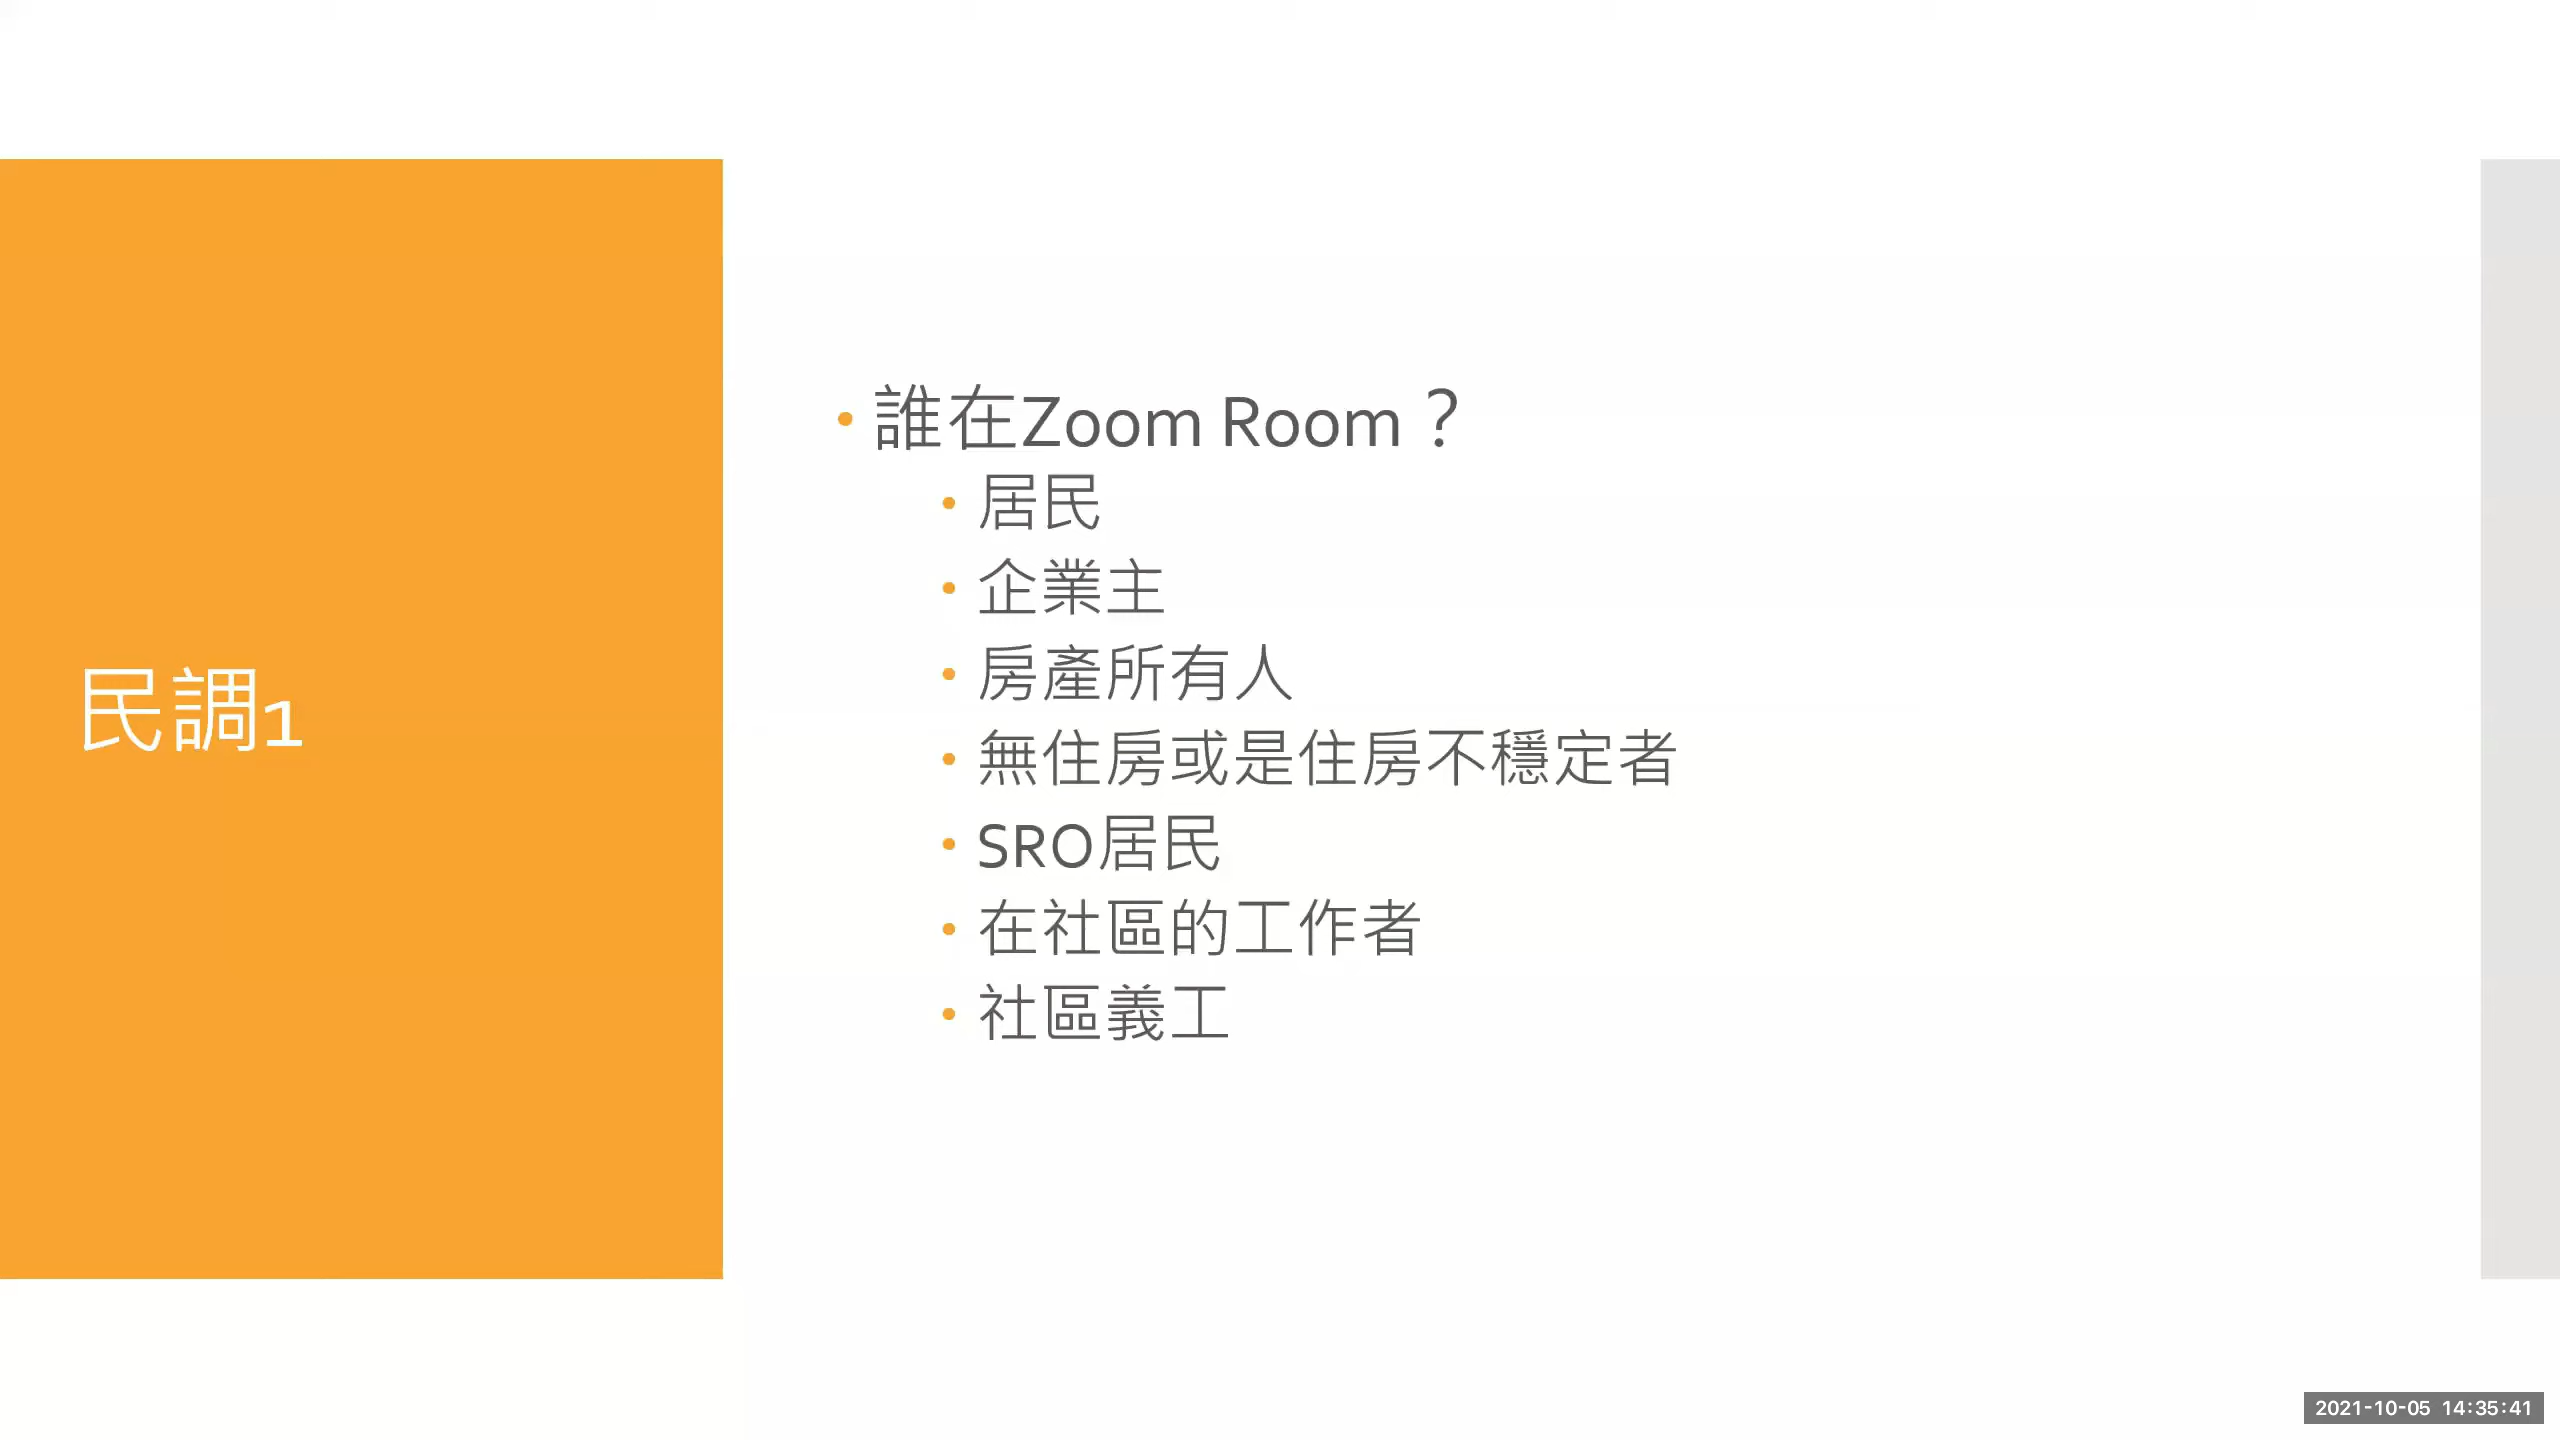 民調1
• 誰在Zoom Room？
• 居民
• 企業主
• 房產所有人
• 無住房或是住房不穩定者
• SRO居民
• 在社區的工作者
• 社區義工
2021-10-05 14:35:41